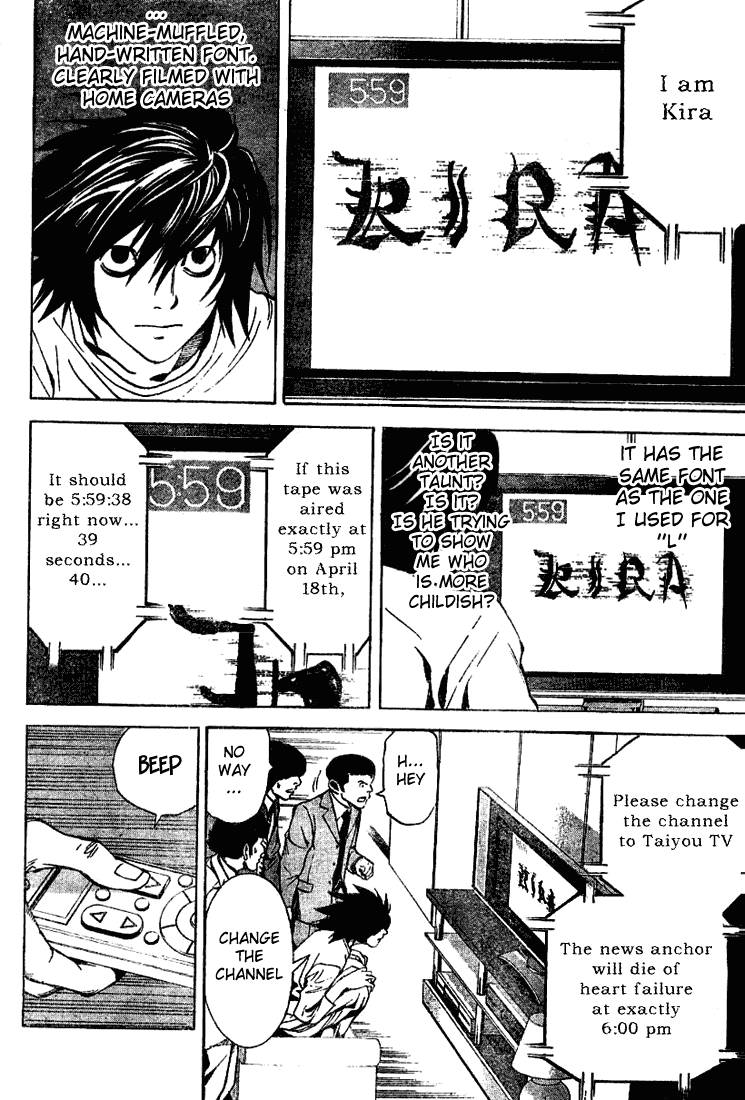 I am
Kira
5:59
KIRA
...
MACHINE-MUFFLED,
HAND-WRITTEN FONT.
CLEARLY FILMED WITH
HOME CAMERAS
IT HAS THE
SAME FONT
AS THE ONE
I USED FOR
"L"
5:59
KIRA
IS IT
ANOTHER
TAUNT?
IS IT?
IS HE TRYING
TO SHOW
ME WHO
IS MORE
CHILDISH?
If this
tape was
aired
exactly at
5:59 pm
on April
18th,
5:59
It should
be 5:59:38
right now...
39
seconds...
40...
Please change
the channel
to Taiyou TV
The news anchor
will die of
heart failure
at exactly
6:00 pm
KIRA
H...
HEY
NO
WAY
...
CHANGE
THE
CHANNEL
BEEP